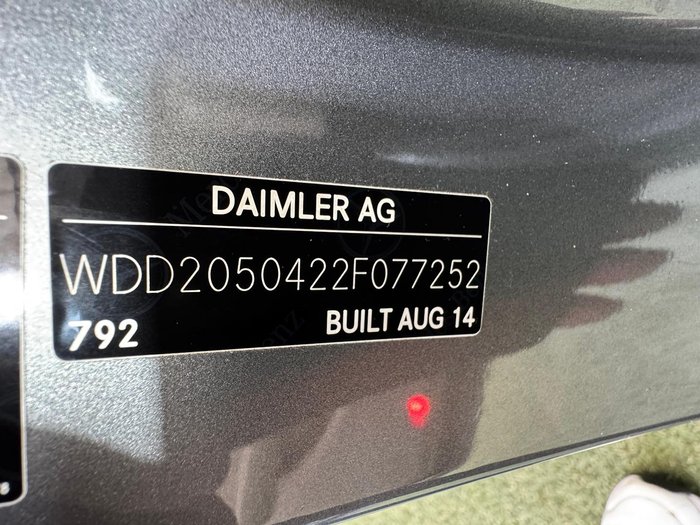 DAIMLER AG
WDD2050422F077252
792 BUILT AUG 14